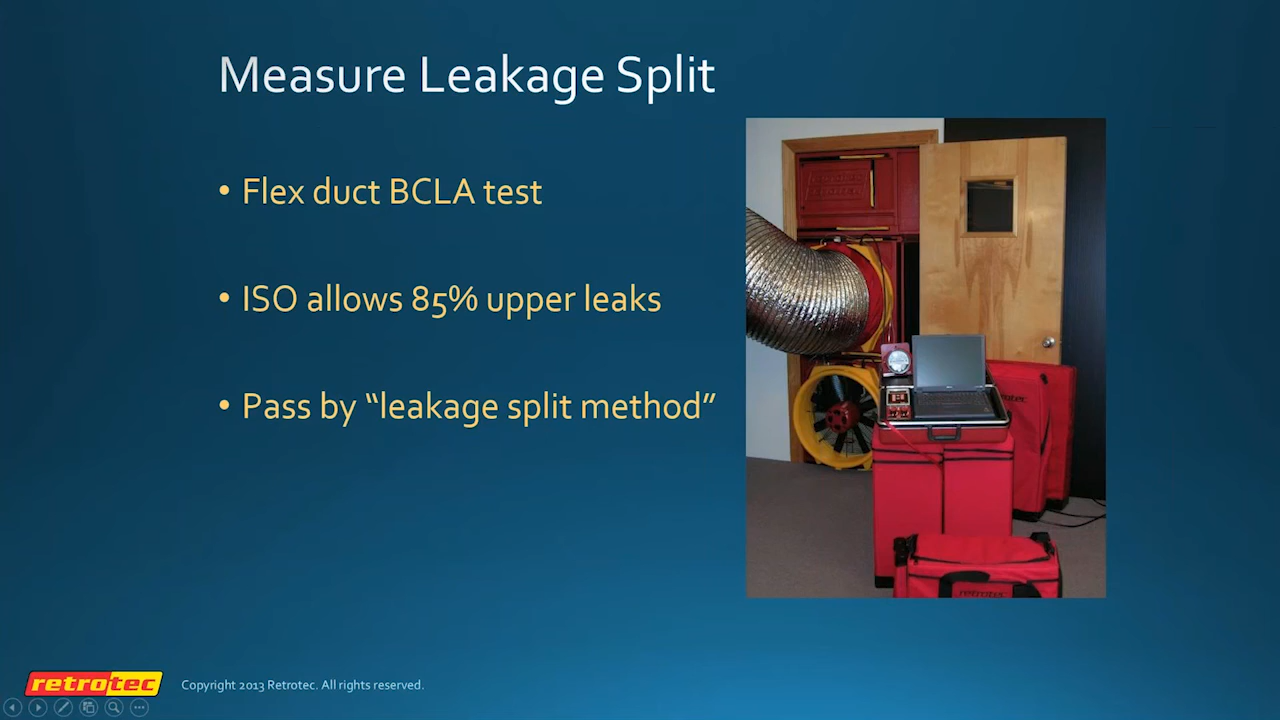 Measure Leakage Split
• Flex duct BCLA test
• ISO allows 85% upper leaks
• Pass by “leakage split method”
retrotec
retrotec
Copyright 2013 Retrotec. All rights reserved.